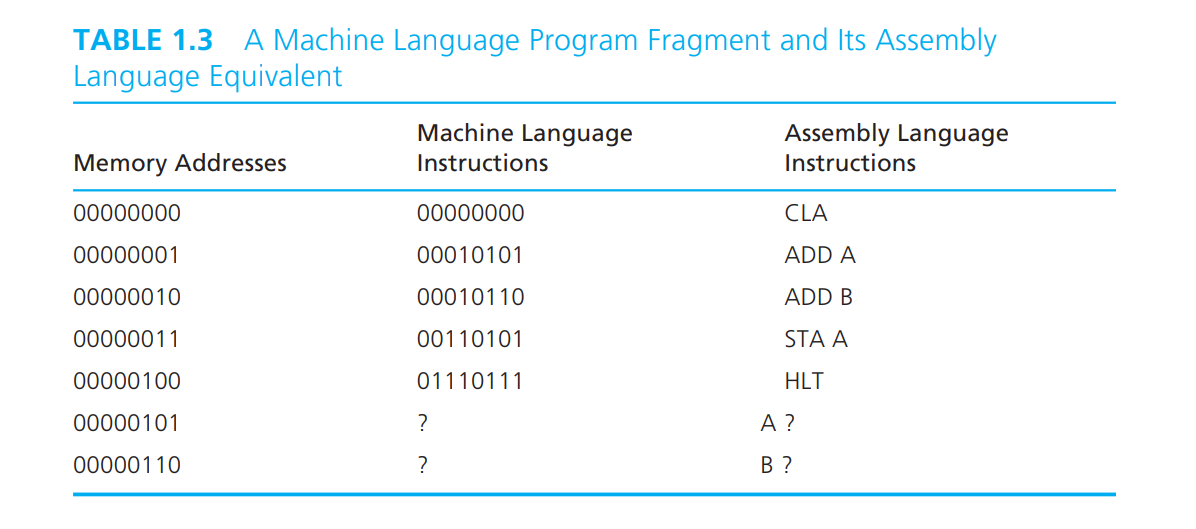 TABLE 1.3 A Machine Language Program Fragment and Its Assembly
Language Equivalent
Memory Addresses Machine Language Instructions Assembly Language Instructions
00000000 00000000 CLA
00000001 00010101 ADD A
00000010 00010110 ADD B
00000011 00110101 STA A
00000100 01110111 HLT
00000101 ? A ?
00000110 ? B ?